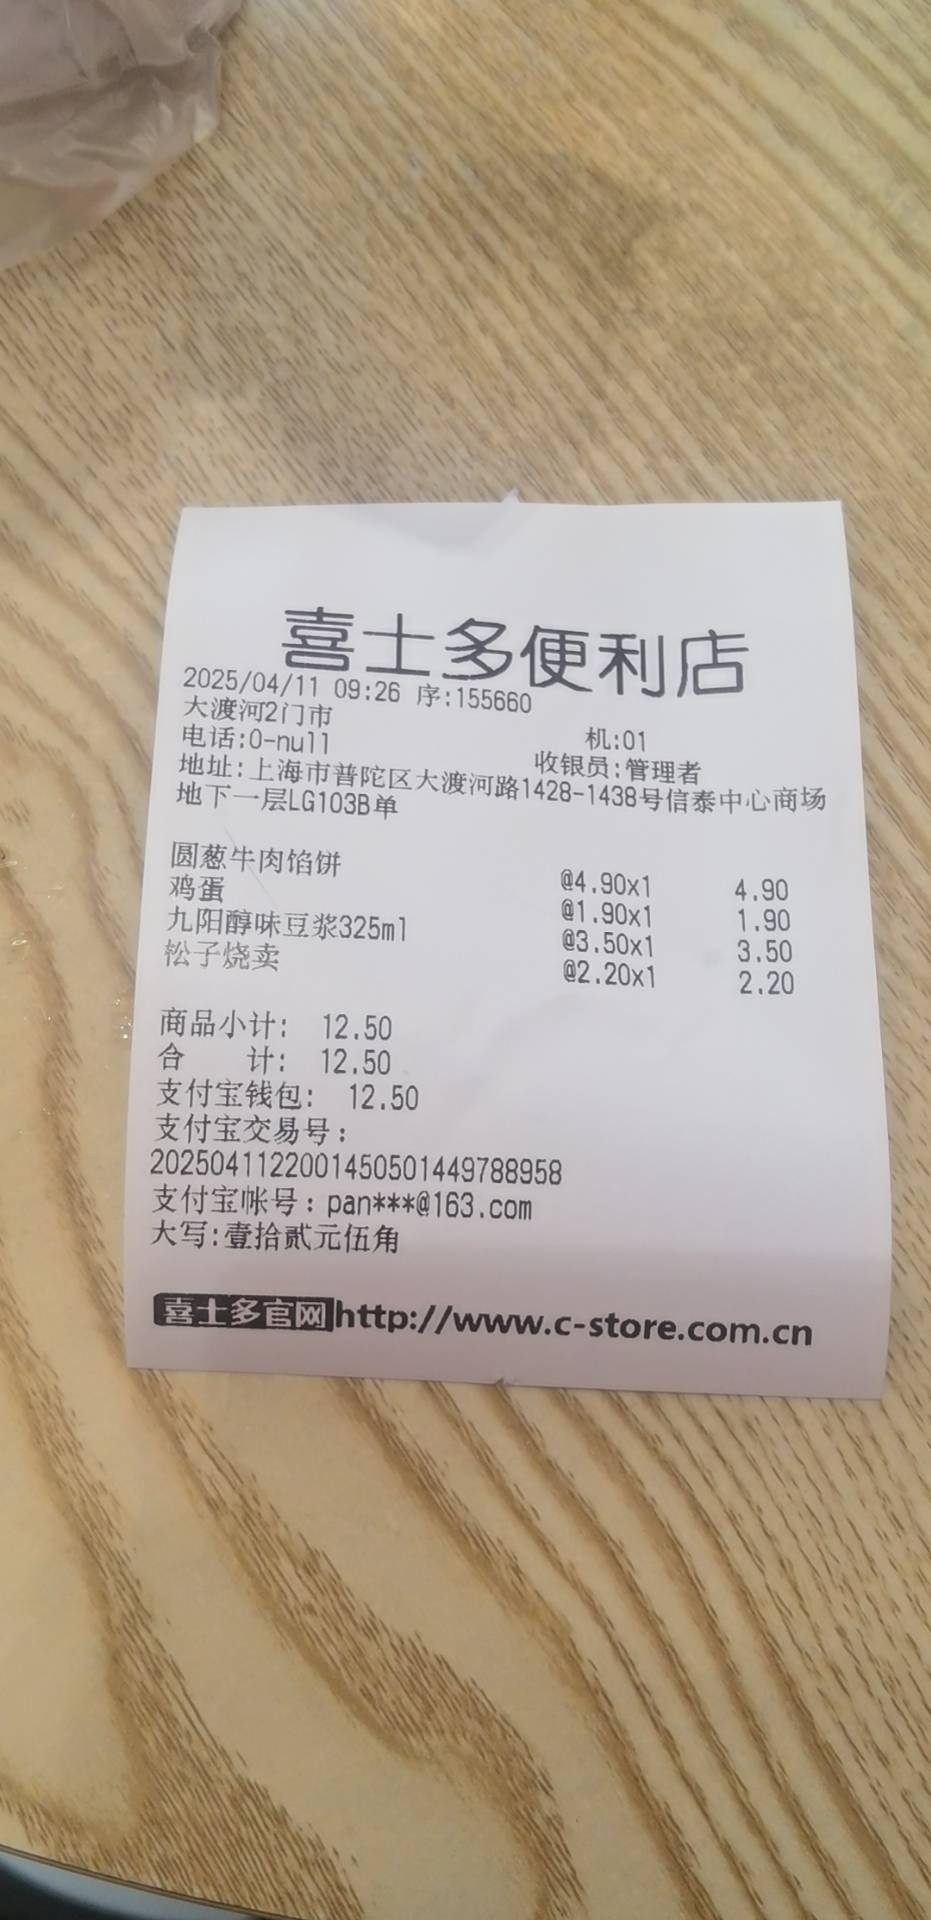 喜士多便利店
2025/04/11 09:26 序:155660
大渡河2门市 机:01
电话:0-null 收银员:管理者
地址:上海市普陀区大渡河路1428-1438号信泰中心商场
地下一层LG103B单
圆葱牛肉馅饼 @4.90x1 4.90
鸡蛋 @1.90x1 1.90
九阳醇味豆浆325ml @3.50x1 3.50
松子烧卖 @2.20x1 2.20
商品小计: 12.50
合 计: 12.50
支付宝钱包: 12.50
支付宝交易号:
2025041122001450501449788958
支付宝帐号:pan***@163.com
大写:壹拾贰元伍角
喜士多官网http://www.c-store.com.cn